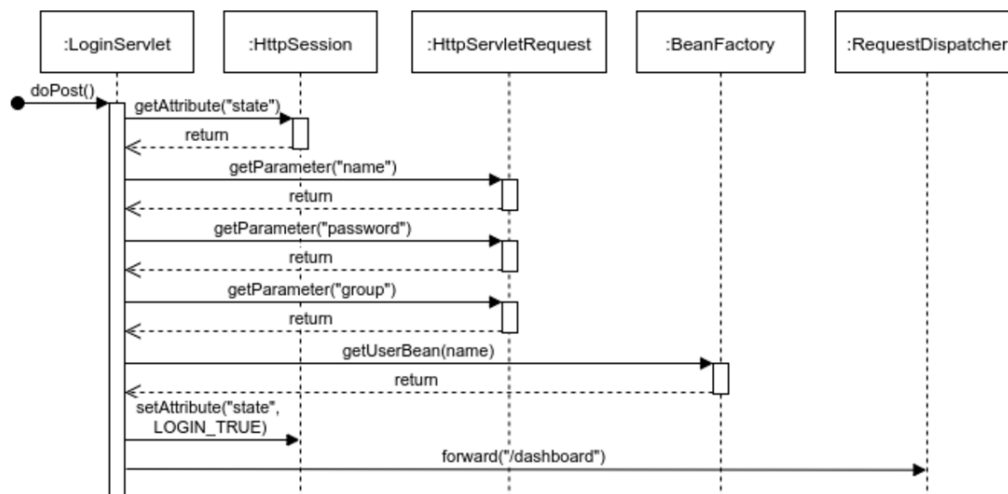 :LoginServlet
:HttpSession
:HttpServletRequest
:BeanFactory
:RequestDispatcher
doPost()
getAttribute("state")
return
getParameter("name")
return
getParameter("password")
return
getParameter("group")
return
getUserBean(name)
return
setAttribute("state",
LOGIN_TRUE)
forward("/dashboard")